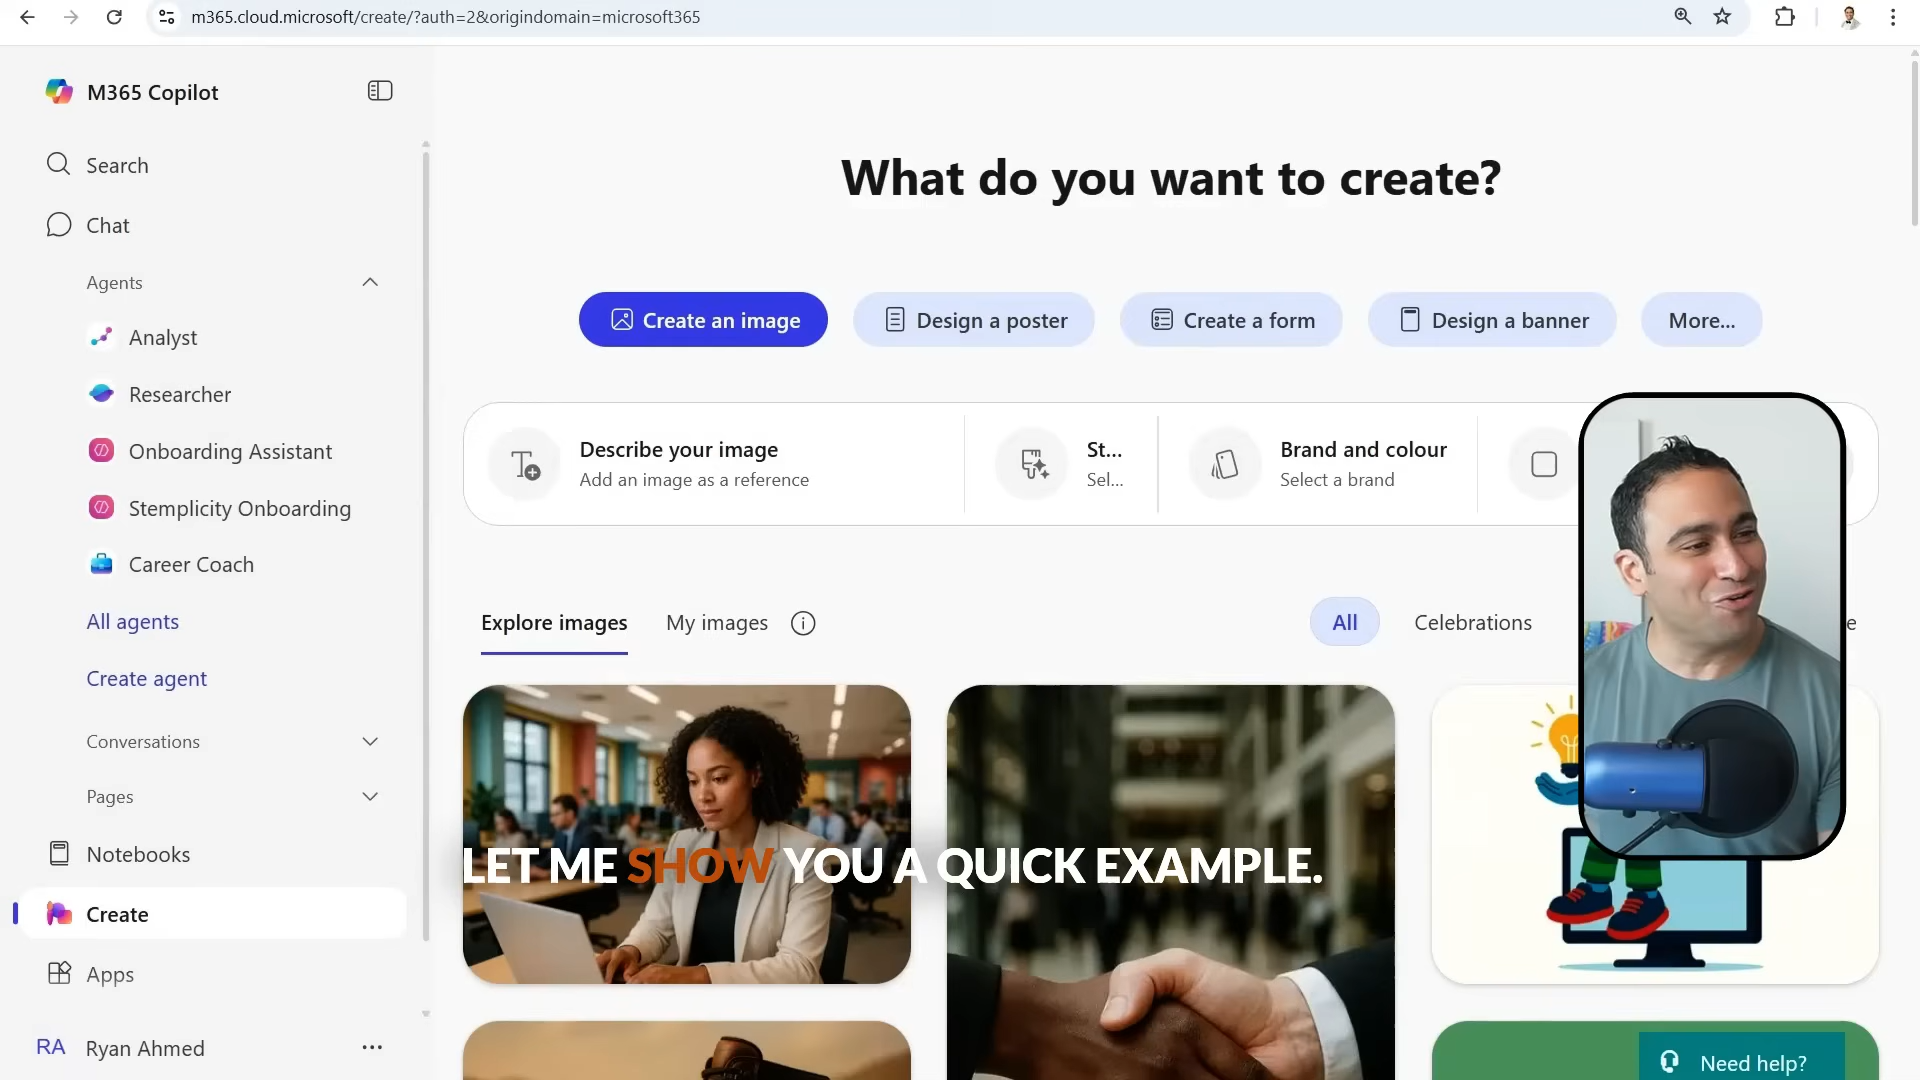 m365.cloud.microsoft/create/?auth=2&origindomain=microsoft365
M365 Copilot
Search
Chat
Agents
Analyst
Researcher
Onboarding Assistant
Stemplicity Onboarding
Career Coach
All agents
Create agent
Conversations
Pages
Notebooks
Create
Apps
RA Ryan Ahmed
What do you want to create?
Create an image
Design a poster
Create a form
Design a banner
More...
Describe your image
Add an image as a reference
St...
Sel...
Brand and colour
Select a brand
Explore images
My images
All
Celebrations
LET ME SHOW YOU A QUICK EXAMPLE.
Need help?